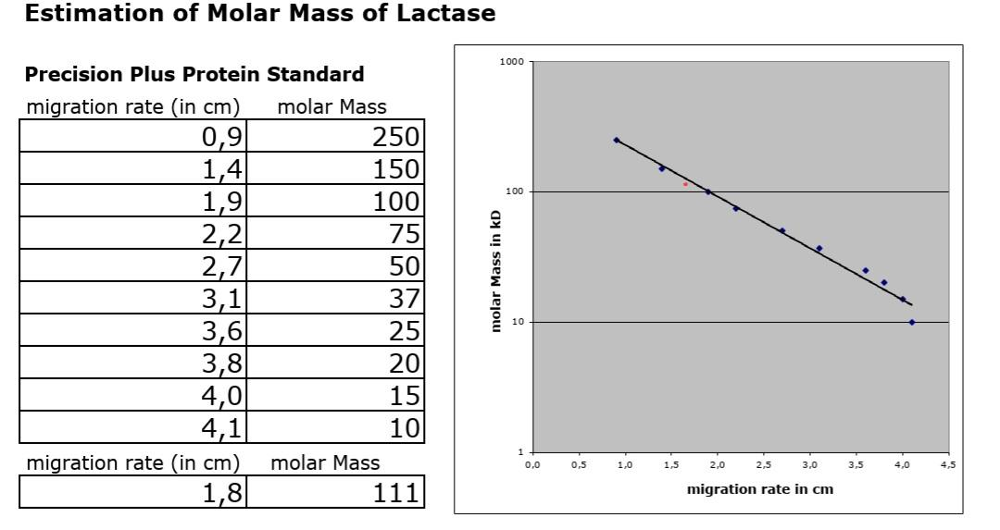 Estimation of Molar Mass of Lactase
Precision Plus Protein Standard
migration rate (in cm) molar Mass
0,9 250
1,4 150
1,9 100
2,2 75
2,7 50
3,1 37
3,6 25
3,8 20
4,0 15
4,1 10
migration rate (in cm) molar Mass
1,8 111
molar Mass in kD
1000
100
10
1
0,0 0,5 1,0 1,5 2,0 2,5 3,0 3,5 4,0 4,5
migration rate in cm